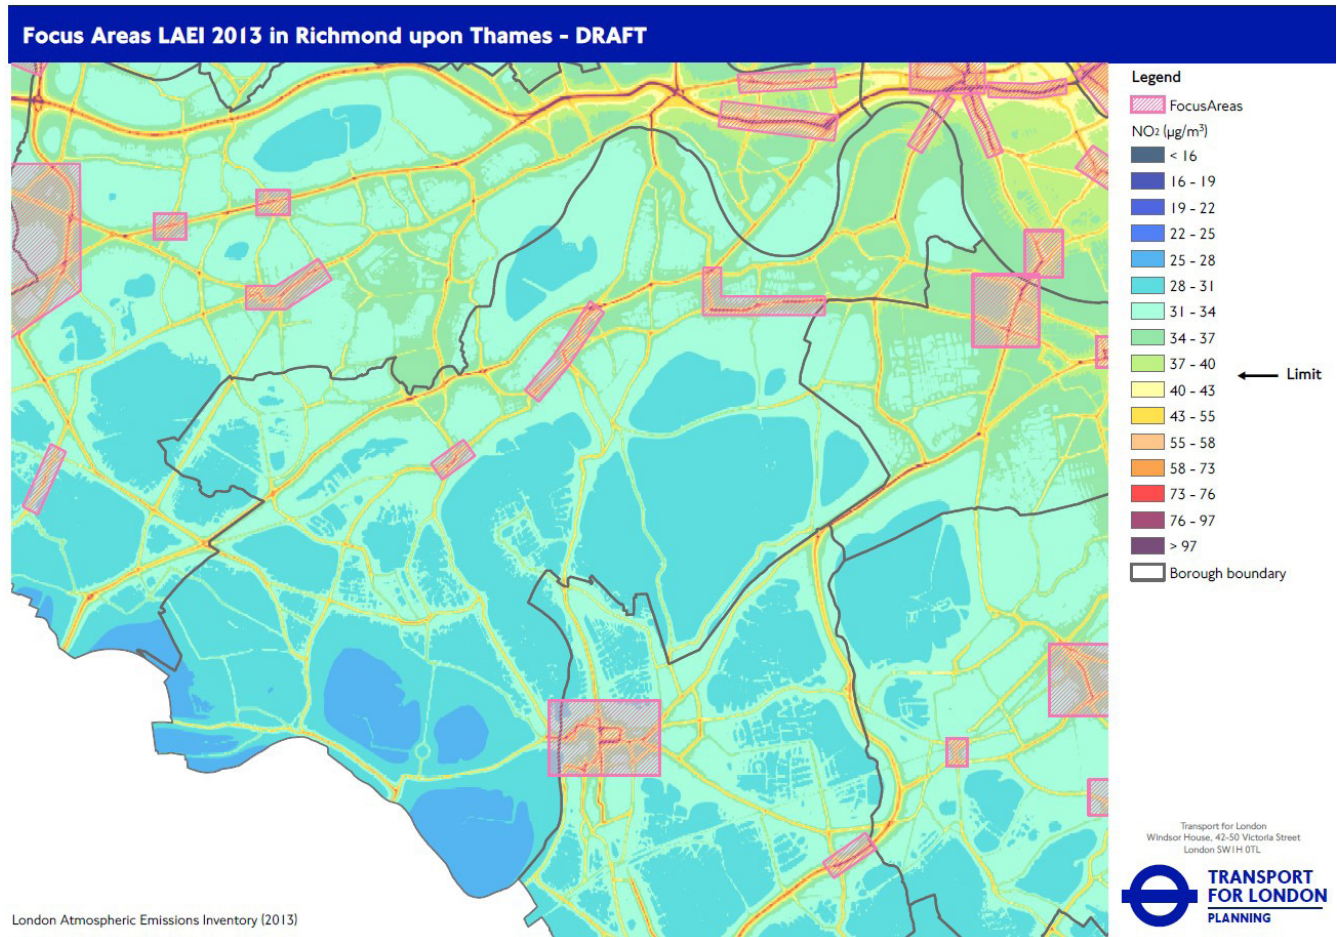 Focus Areas LAEI 2013 in Richmond upon Thames - DRAFT
Legend
FocusAreas
NO2 (µg/m³)
< 16
16 - 19
19 - 22
22 - 25
25 - 28
28 - 31
31 - 34
34 - 37
37 - 40
Limit
40 - 43
43 - 55
55 - 58
58 - 73
73 - 76
76 - 97
> 97
Borough boundary
Transport for London
Windsor House, 42-50 Victoria Street
London SW1H 0TL
TRANSPORT
FOR LONDON
PLANNING
London Atmospheric Emissions Inventory (2013)